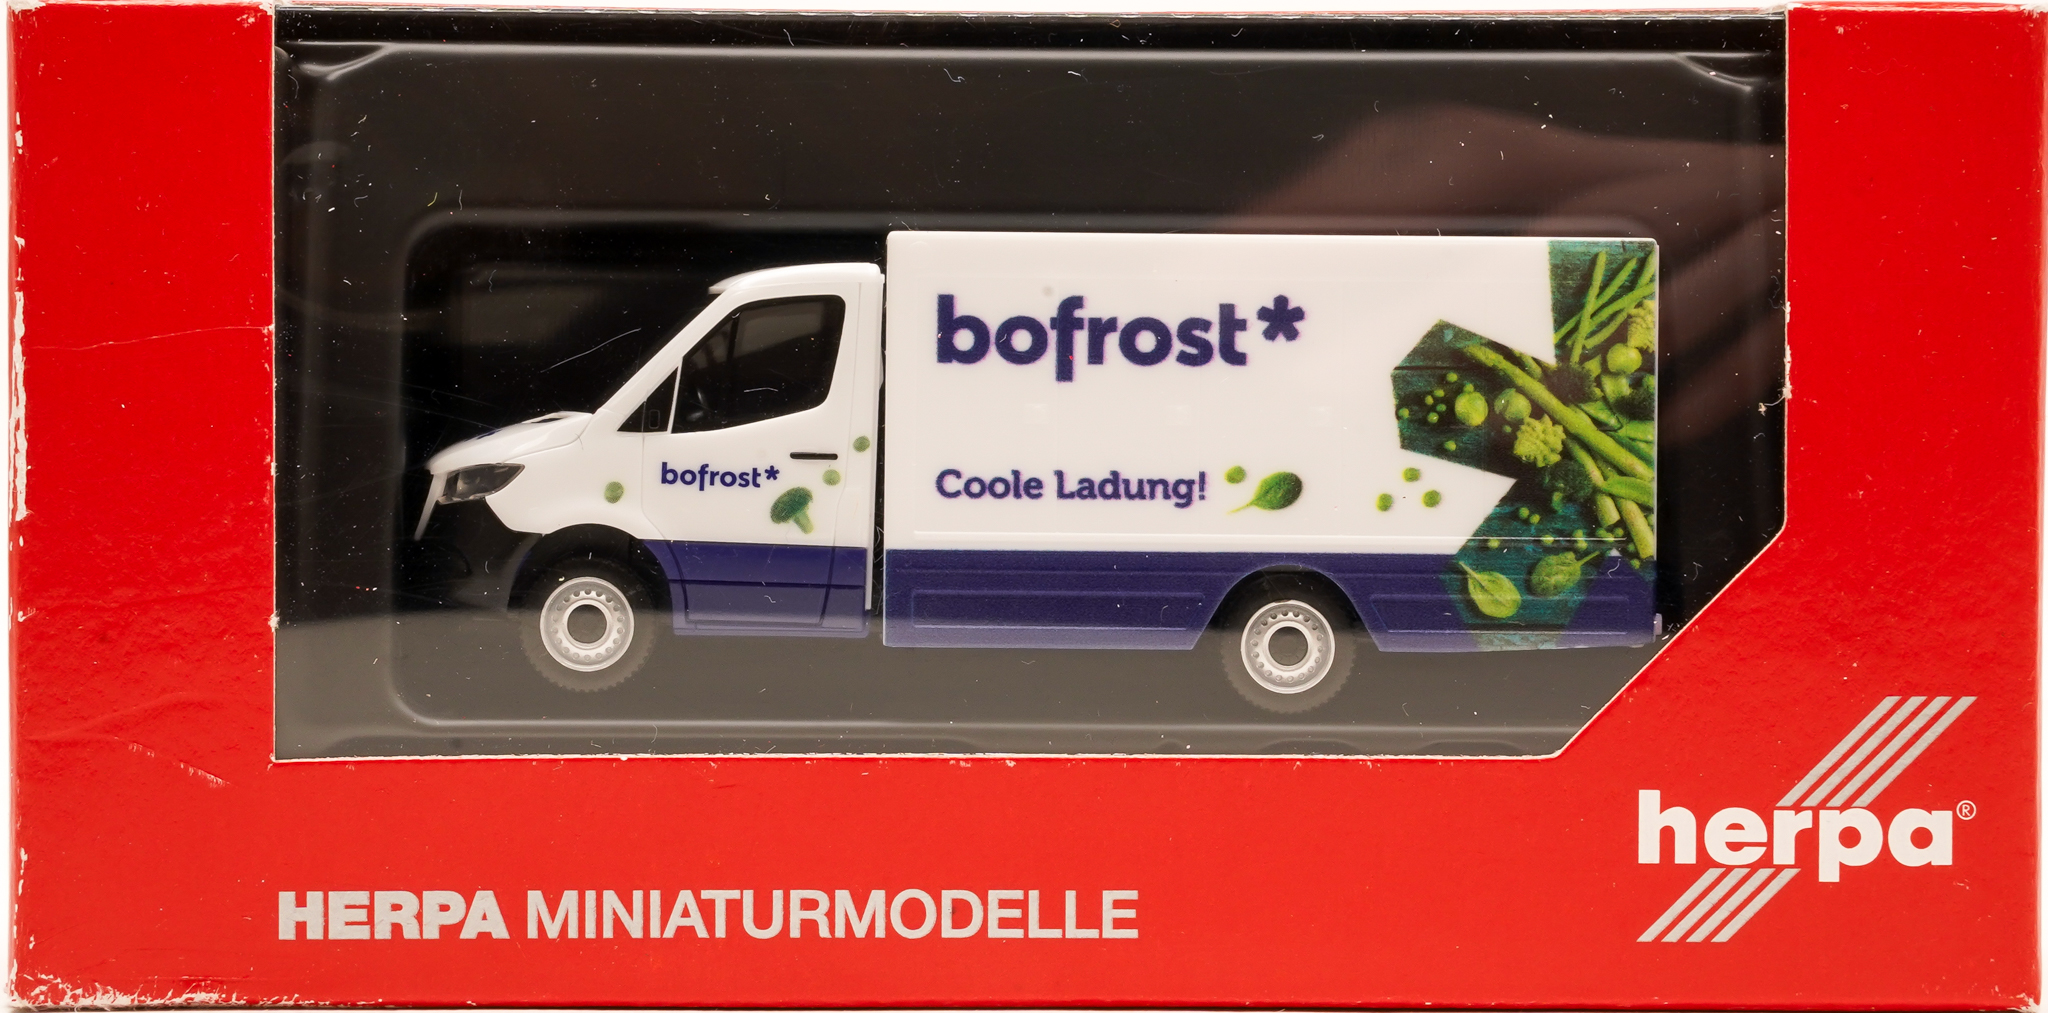 bofrost*
bofrost*
Coole Ladung!
herpa®
HERPA MINIATURMODELLE